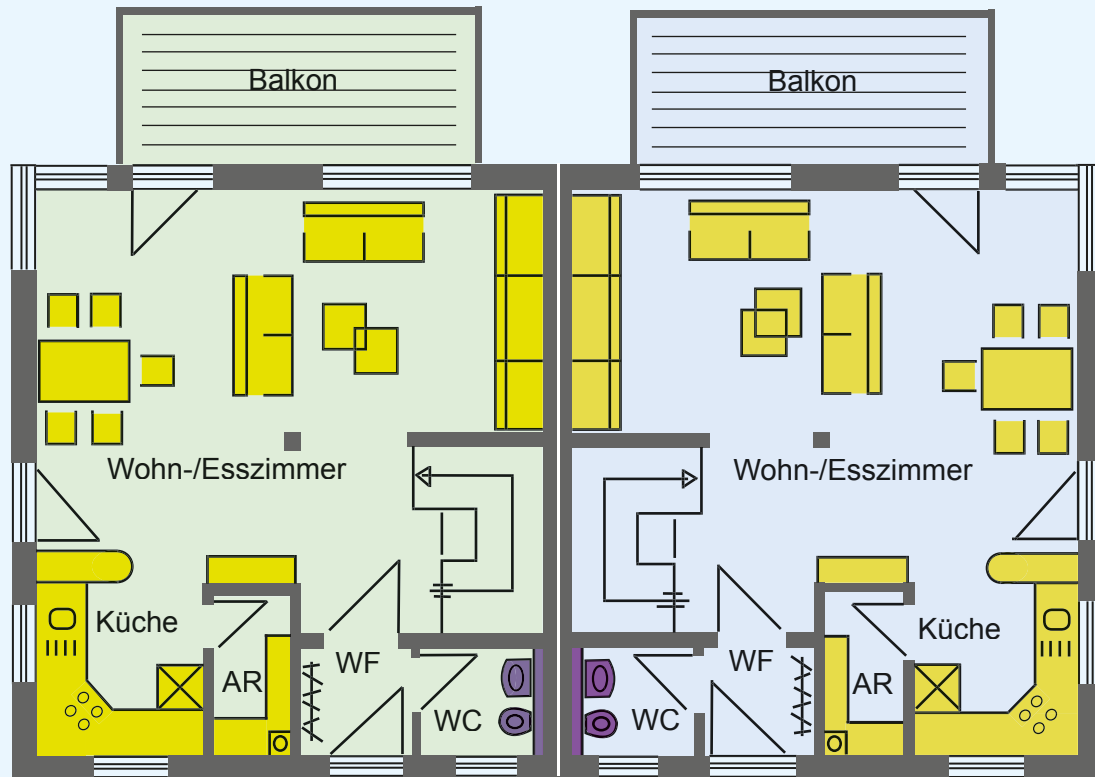 Balkon
Balkon
Wohn-/Esszimmer
Wohn-/Esszimmer
Küche
Küche
WF
WF
AR
AR
WC
WC